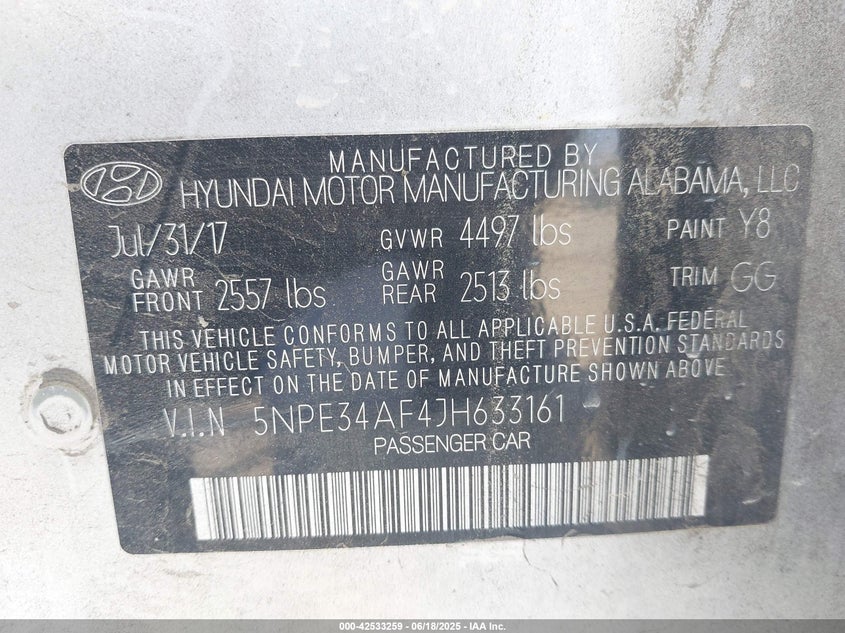 MANUFACTURED BY
HYUNDAI MOTOR MANUFACTURING ALABAMA, LLC
Jul/31/17 GVWR 4497 lbs PAINT Y8
GAWR FRONT 2557 lbs GAWR REAR 2513 lbs TRIM GG
THIS VEHICLE CONFORMS TO ALL APPLICABLE U.S.A. FEDERAL
MOTOR VEHICLE SAFETY, BUMPER, AND THEFT PREVENTION STANDARDS
IN EFFECT ON THE DATE OF MANUFACTURE SHOWN ABOVE
V.I.N 5NPE34AF4JH633161
PASSENGER CAR
000-42533259 - 06/18/2025 - IAA Inc.